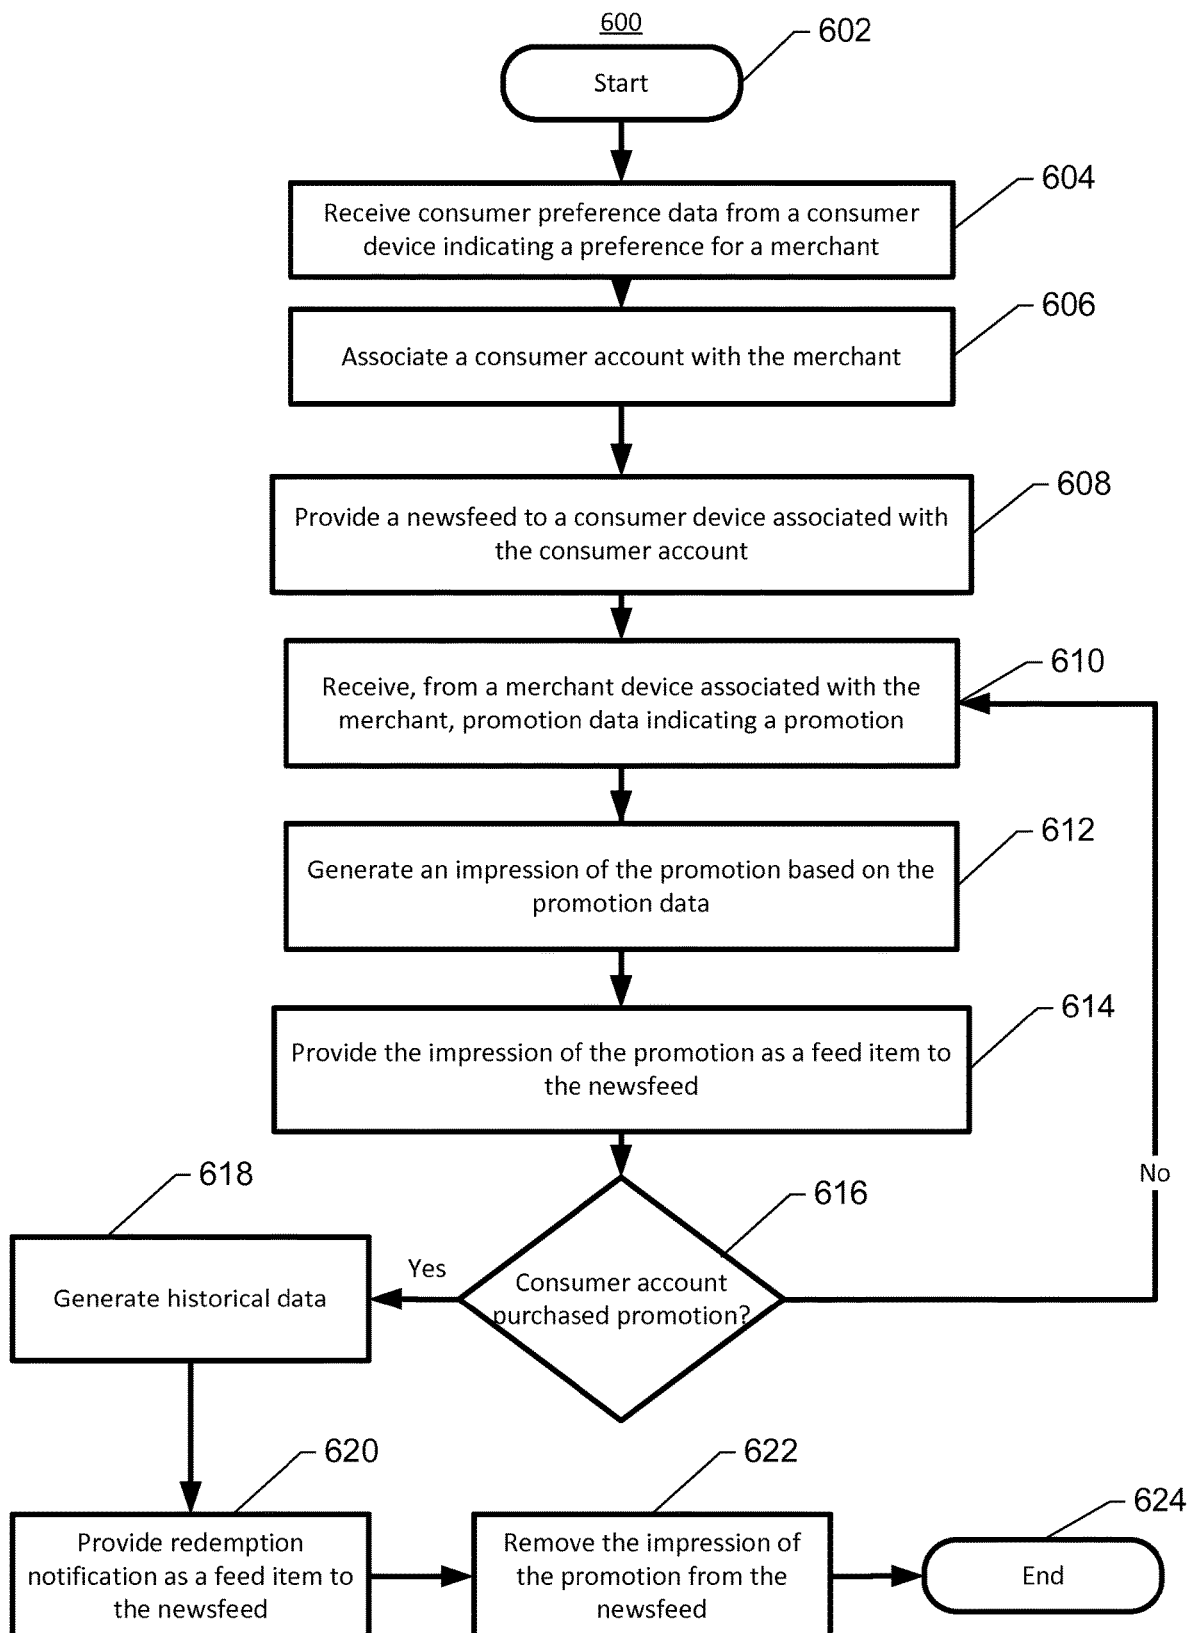 600
602
Start
604
Receive consumer preference data from a consumer
device indicating a preference for a merchant
606
Associate a consumer account with the merchant
608
Provide a newsfeed to a consumer device associated with
the consumer account
610
Receive, from a merchant device associated with the
merchant, promotion data indicating a promotion
612
Generate an impression of the promotion based on the
promotion data
614
Provide the impression of the promotion as a feed item to
the newsfeed
616
Consumer account
purchased promotion?
No
Yes
618
Generate historical data
620
Provide redemption
notification as a feed item to
the newsfeed
622
Remove the impression of
the promotion from the
newsfeed
624
End